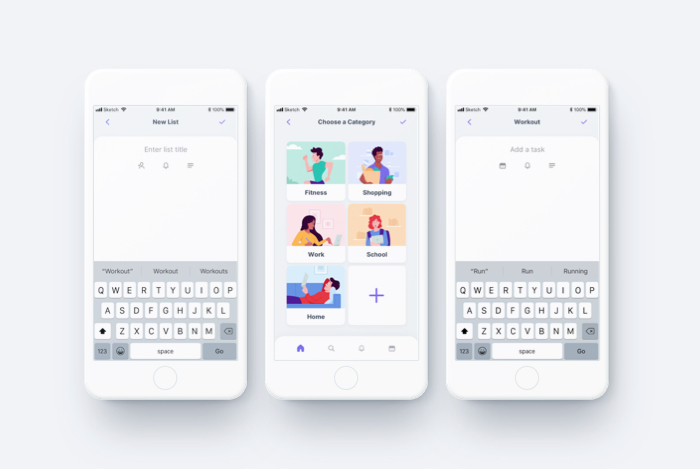 Sketch 9:41 AM 100%
New List
Enter list title
"Workout" Workout Workouts
Q W E R T Y U I O P
A S D F G H J K L
Z X C V B N M
123 space Go
Sketch 9:41 AM 100%
Choose a Category
Fitness Shopping
Work School
Home
Sketch 9:41 AM 100%
Workout
Add a task
"Run" Run Running
Q W E R T Y U I O P
A S D F G H J K L
Z X C V B N M
123 space Go